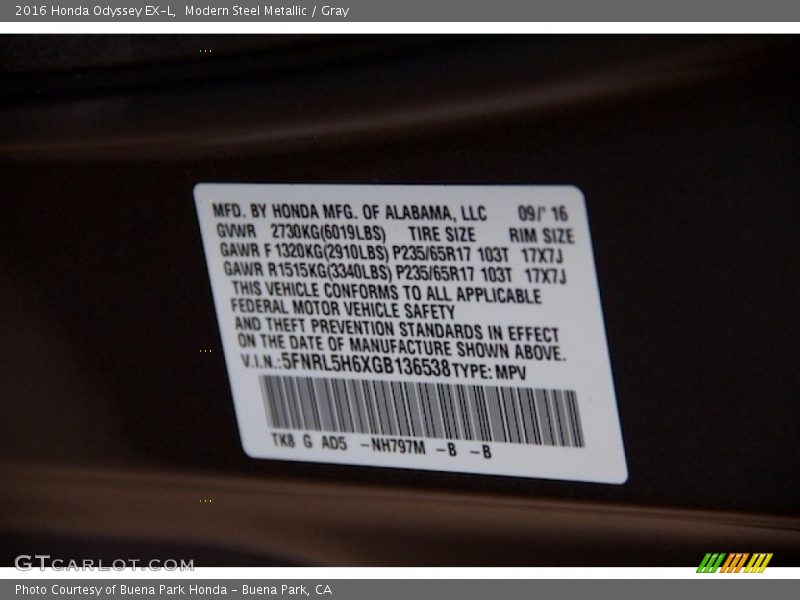 2016 Honda Odyssey EX-L, Modern Steel Metallic / Gray
MFD. BY HONDA MFG. OF ALABAMA, LLC 09/' 16
GVWR 2730KG(6019LBS) TIRE SIZE RIM SIZE
GAWR F 1320KG(2910LBS) P235/65R17 103T 17X7J
GAWR R1515KG(3340LBS) P235/65R17 103T 17X7J
THIS VEHICLE CONFORMS TO ALL APPLICABLE
FEDERAL MOTOR VEHICLE SAFETY
AND THEFT PREVENTION STANDARDS IN EFFECT
ON THE DATE OF MANUFACTURE SHOWN ABOVE.
V.I.N.:5FNRL5H6XGB136538 TYPE: MPV
TK8 G AD5 -NH797M -B -B
GTCARLOT.COM
Photo Courtesy of Buena Park Honda - Buena Park, CA